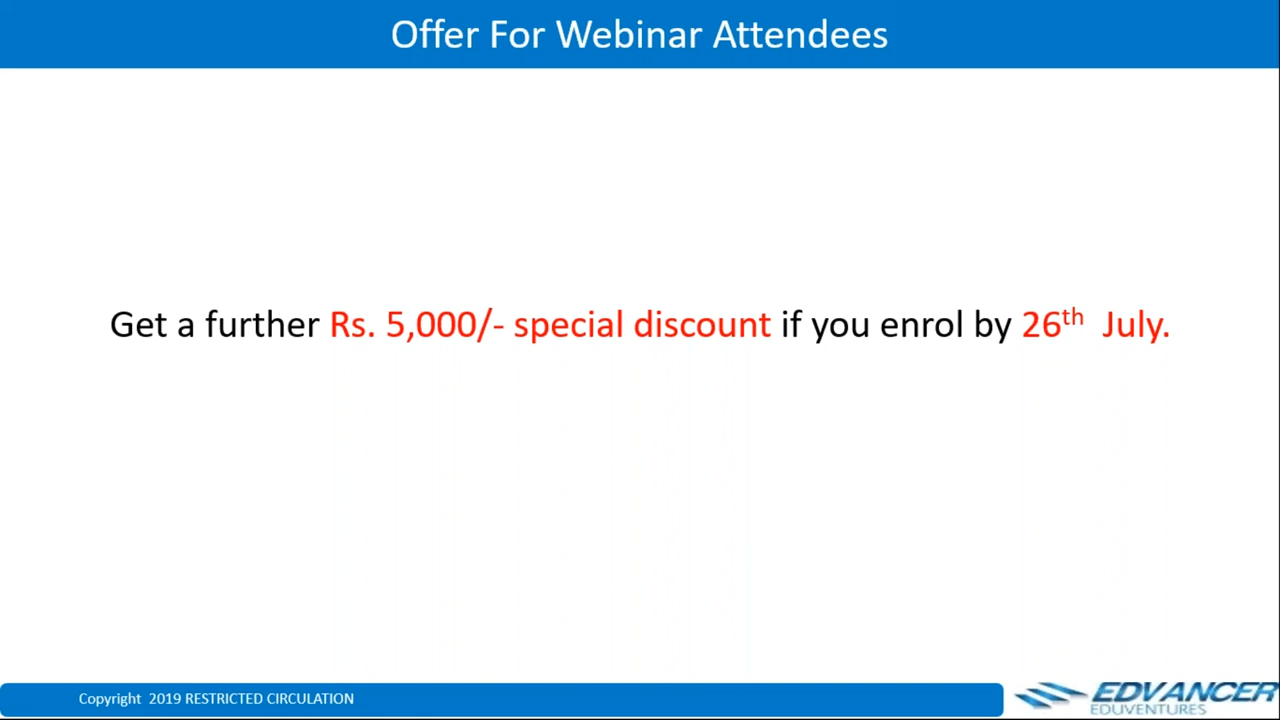 Offer For Webinar Attendees
Get a further Rs. 5,000/- special discount if you enrol by 26th July.
Copyright 2019 RESTRICTED CIRCULATION
EDVANCER
EDUVENTURES